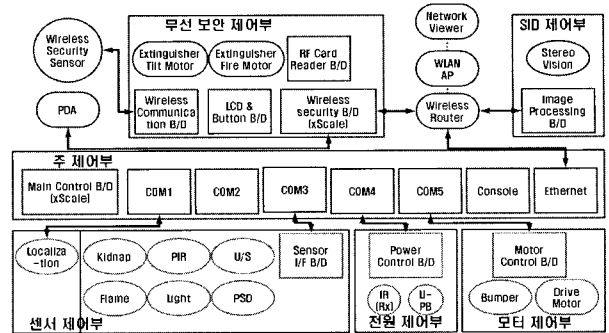 무선 보안 제어부
Network
Viewer
SID 제어부
Wireless
Security
Sensor
Extinguisher
Tilt Motor
Extinguisher
Fire Motor
RF Card
Reader B/D
WLAN
AP
Stereo
Vision
PDA
Wireless
Communica
tion B/D
LCD &
Button B/D
Wireless
security B/D
(xScale)
Wireless
Router
Image
Processing
B/D
주 제어부
Main Control B/D
(xScale)
COM1
COM2
COM3
COM4
COM5
Console
Ethernet
Localiza
-tion
Kidnap
PIR
U/S
Sensor
I/F B/D
Power
Control B/D
Motor
Control B/D
Flame
Light
PSD
IR
(Rx)
Li-
PB
Bumper
Drive
Motor
센서 제어부
전원 제어부
모터 제어부